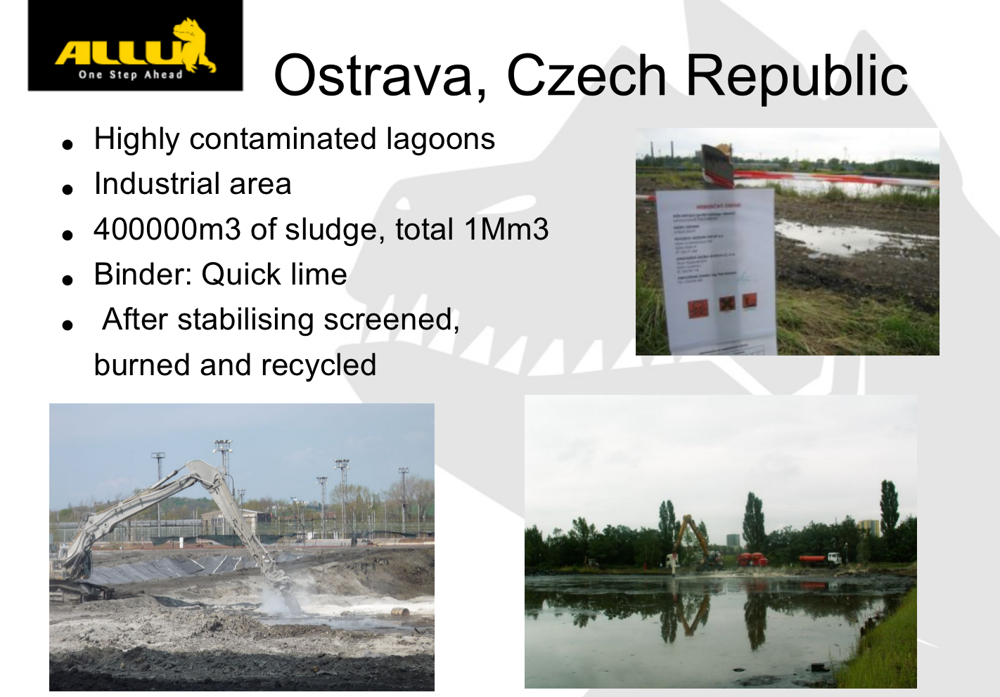 ALLU
One Step Ahead
Ostrava, Czech Republic
• Highly contaminated lagoons
• Industrial area
• 400000m3 of sludge, total 1Mm3
• Binder: Quick lime
• After stabilising screened,
burned and recycled